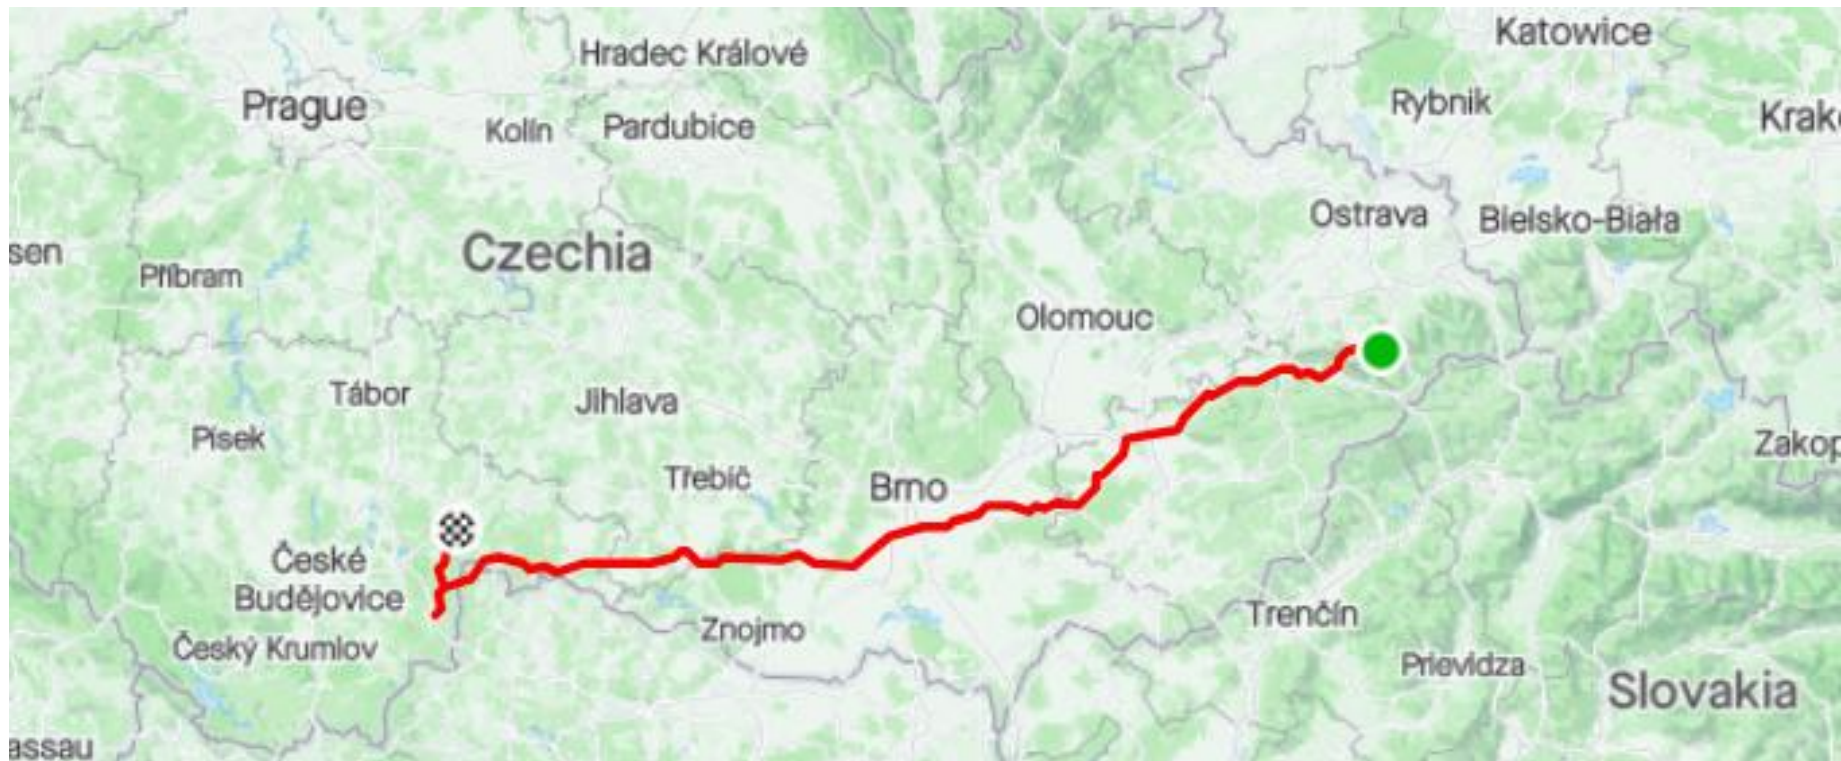 Katowice
Hradec Králové
Prague
Rybnik
Kolín
Pardubice
Krak
Ostrava
Bielsko-Biała
Czechia
sen
Příbram
Olomouc
Tábor
Jihlava
Písek
Zakop
Třebíč
Brno
České
Budějovice
Trenčín
Znojmo
Český Krumlov
Prievidza
Slovakia
assau